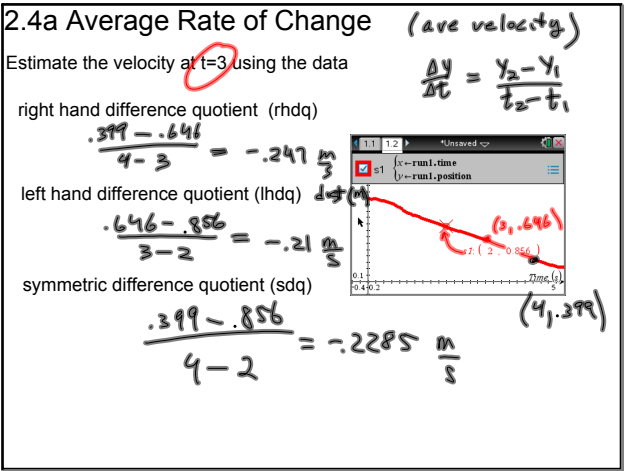 2.4a Average Rate of Change (ave velocity)
Estimate the velocity at t=3 using the data
Δy/Δt = y₂-y₁/t₂-t₁
right hand difference quotient (rhdq)
.399 - .646 / 4 - 3 = -.247 m/s
1.1 1.2 *Unsaved
s1 {x←run1.time
y←run1.position
left hand difference quotient (lhdq) dist(m)
.646 - .856 / 3 - 2 = -.21 m/s
(3, .646)
s1: ( 2 , 0.856 )
symmetric difference quotient (sdq)
0.1 Time (s)
-0.4 -0.2 5
(4, .399)
.399 - .856 / 4 - 2 = -.2285 m/s